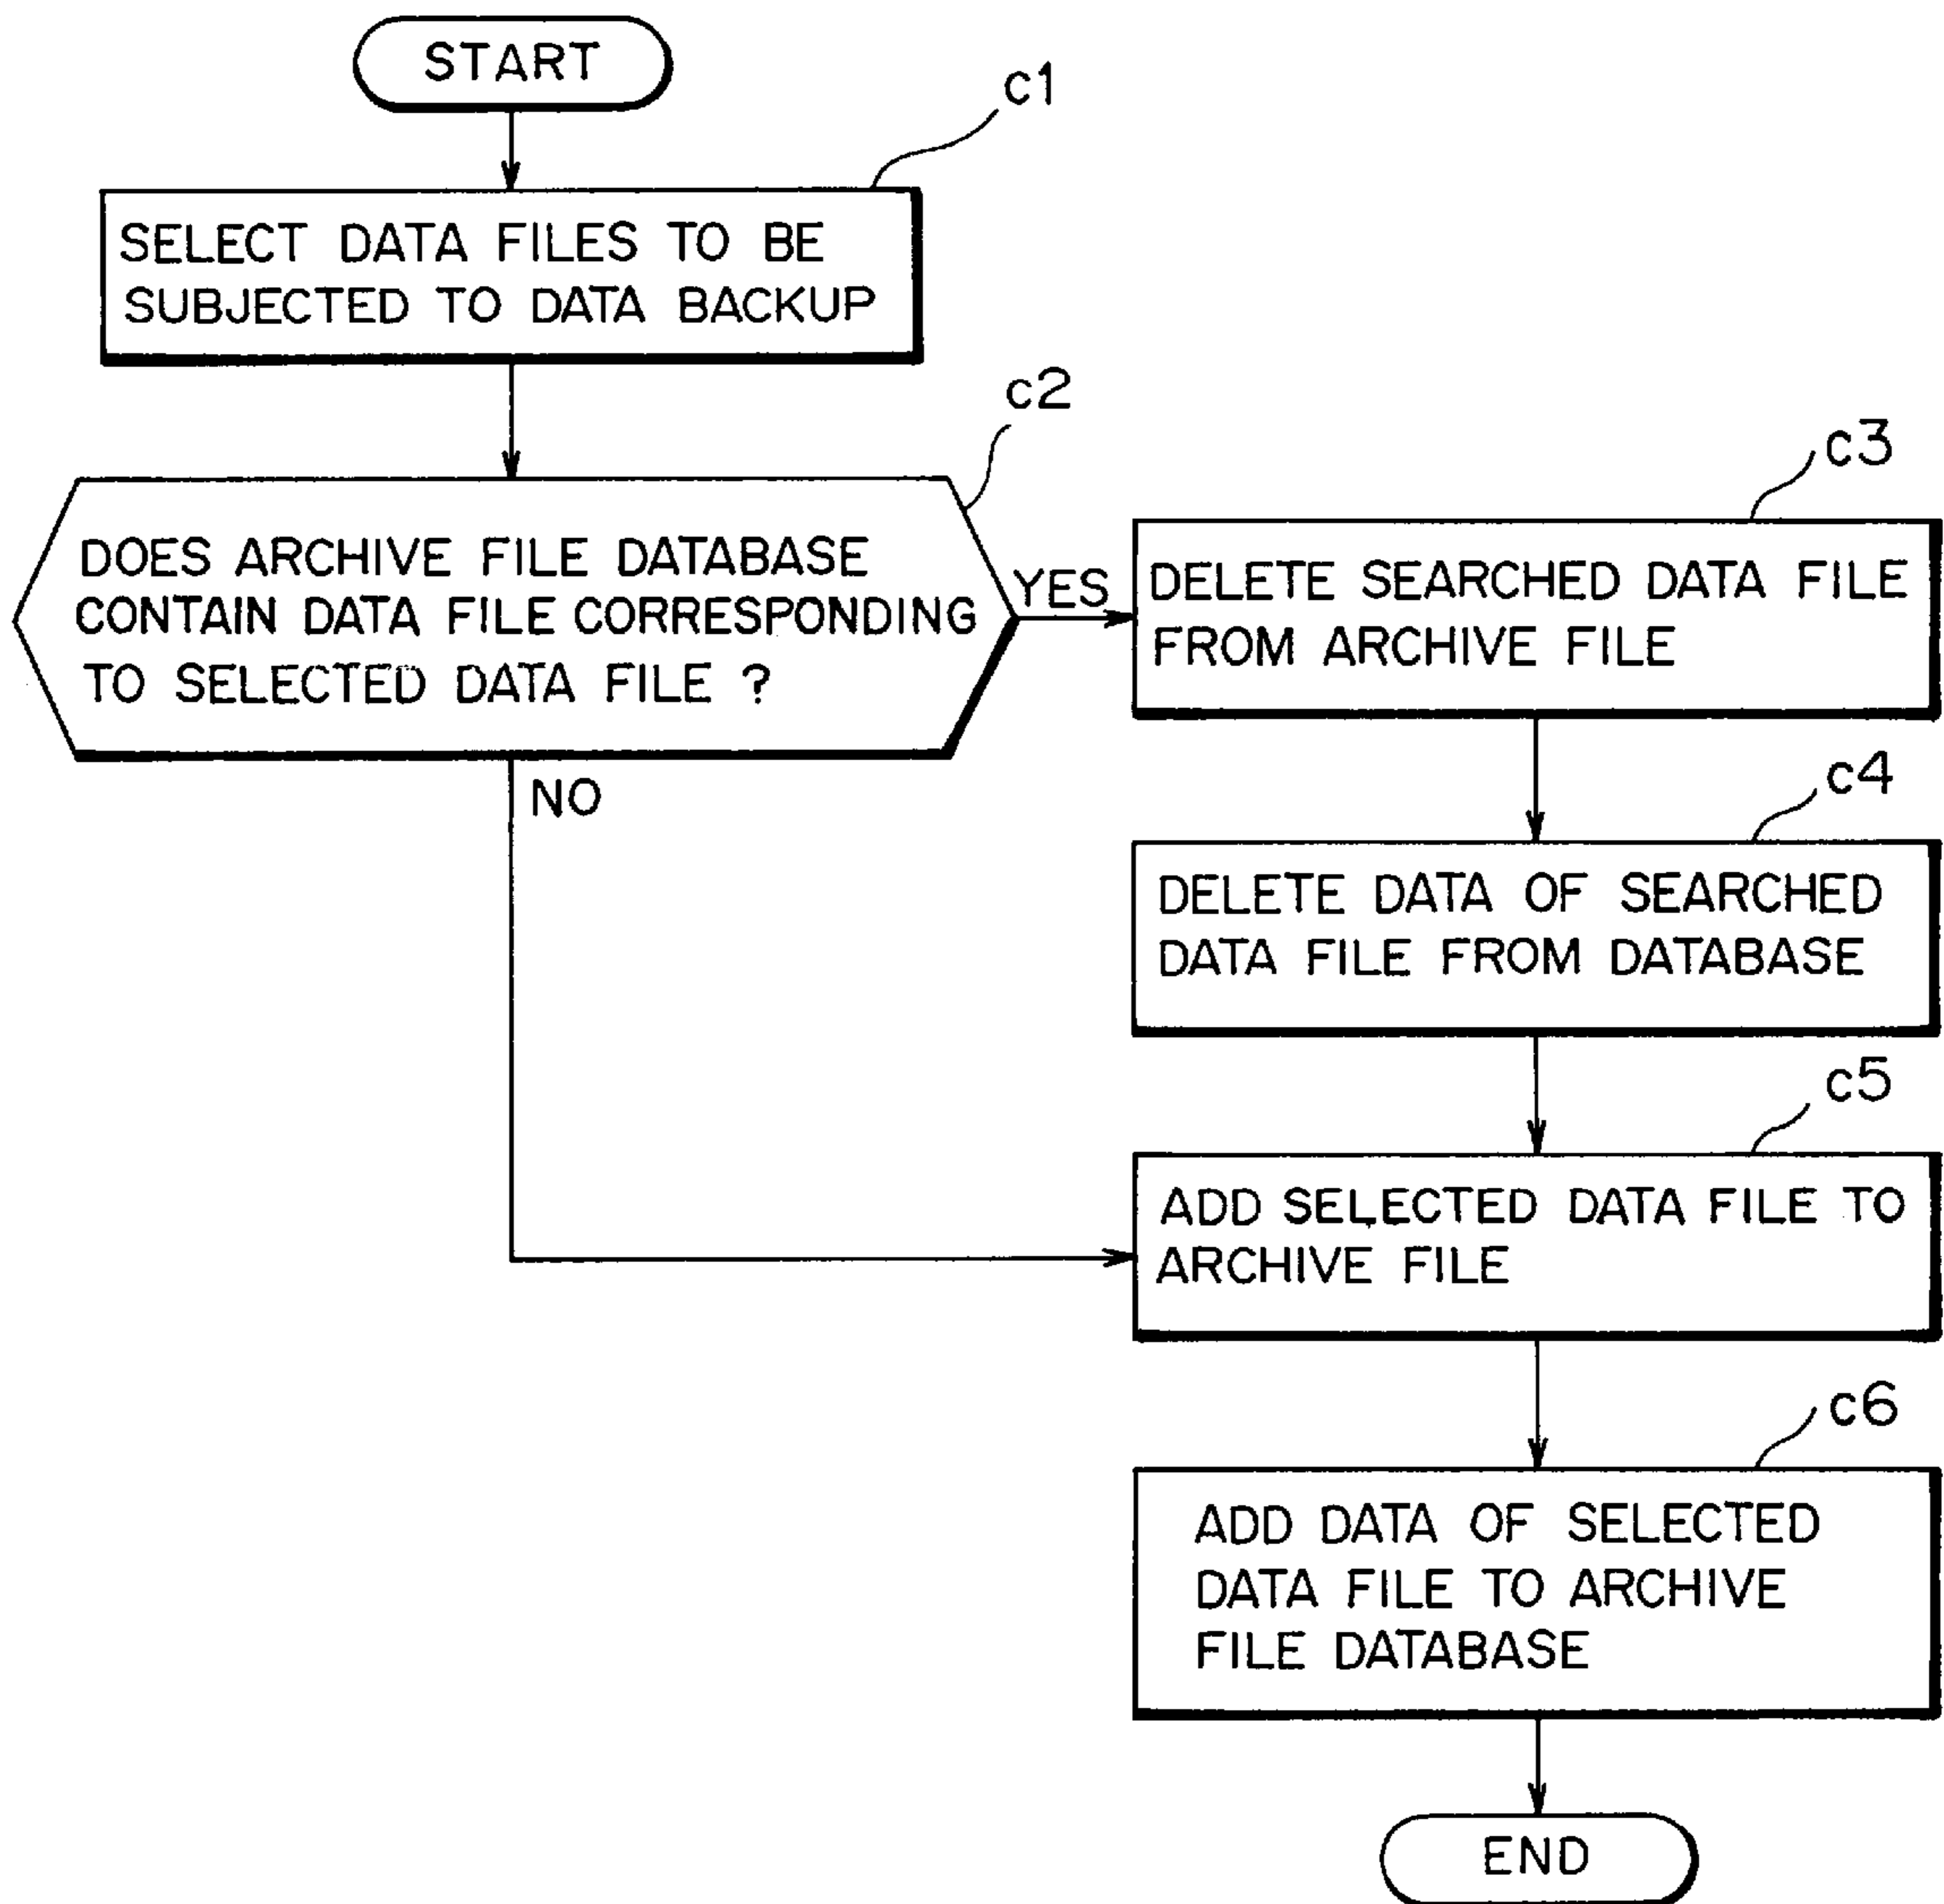 START
c1
SELECT DATA FILES TO BE
SUBJECTED TO DATA BACKUP
c2
DOES ARCHIVE FILE DATABASE
CONTAIN DATA FILE CORRESPONDING
TO SELECTED DATA FILE ?
YES
NO
c3
DELETE SEARCHED DATA FILE
FROM ARCHIVE FILE
c4
DELETE DATA OF SEARCHED
DATA FILE FROM DATABASE
c5
ADD SELECTED DATA FILE TO
ARCHIVE FILE
c6
ADD DATA OF SELECTED
DATA FILE TO ARCHIVE
FILE DATABASE
END